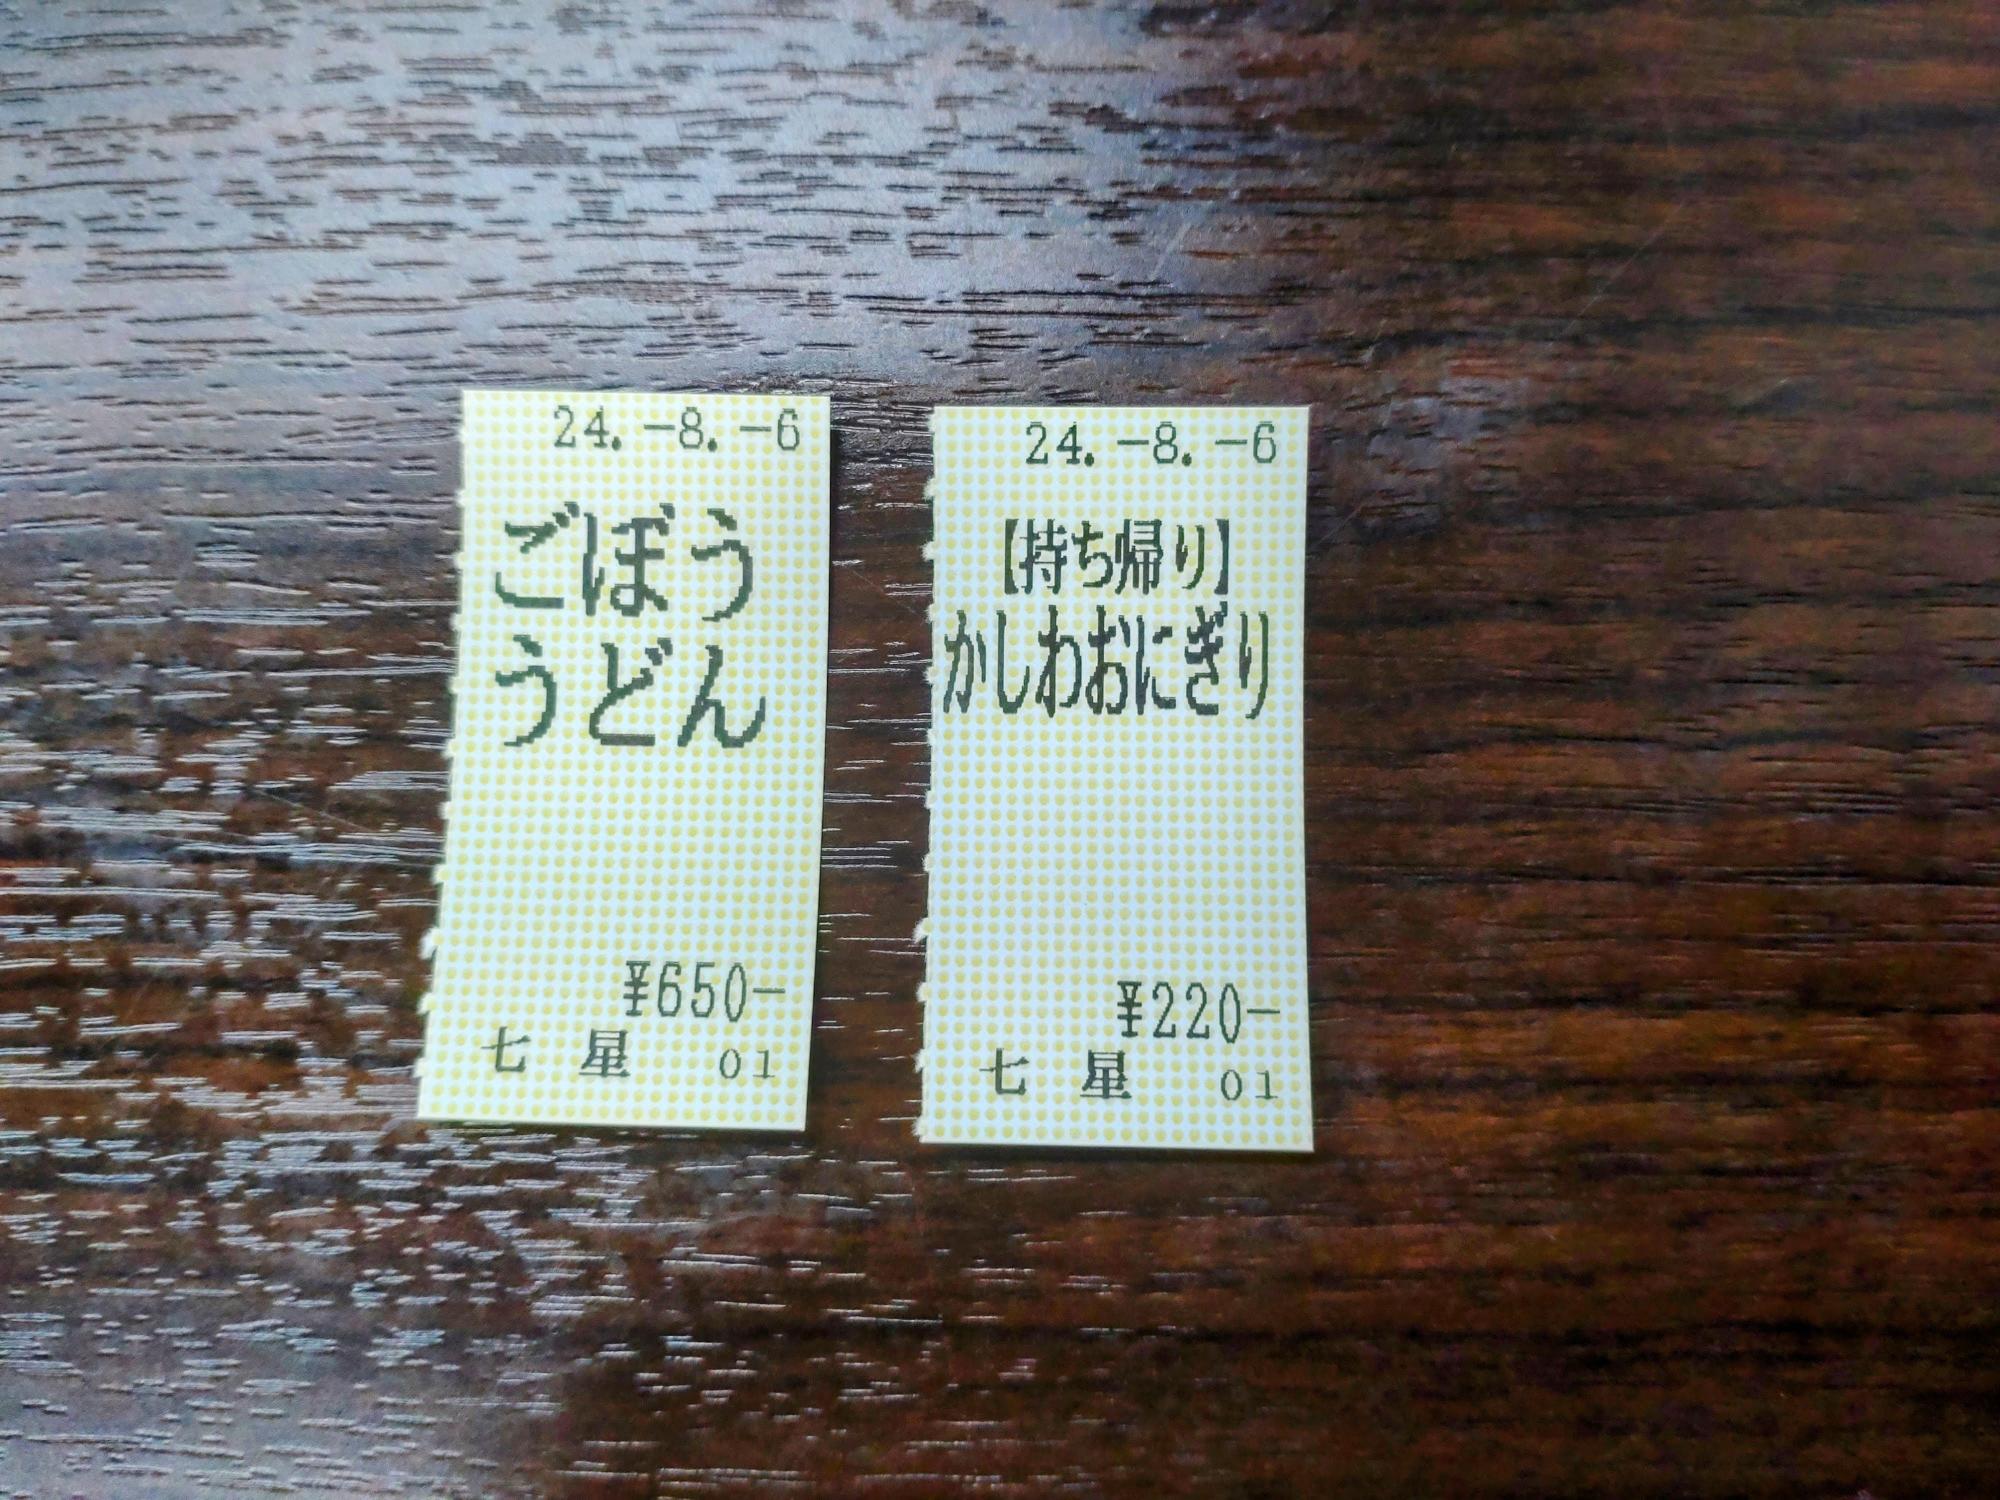 24.-8.-6
ごぼう
うどん
¥650-
七星 01
24.-8.-6
【持ち帰り】
かしわおにぎり
¥220-
七星 01